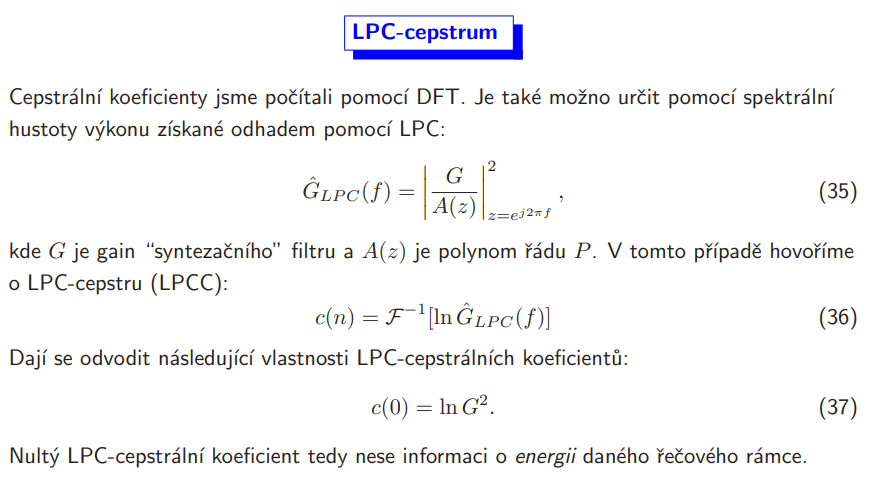 LPC-cepstrum
Cepstrální koeficienty jsme počítali pomocí DFT. Je také možno určit pomocí spektrální
hustoty výkonu získané odhadem pomocí LPC:
$\hat{G}_{LPC}(f) = \left| \frac{G}{A(z)} \right|^2_{z=e^{j2\pi f}},$ (35)
kde $G$ je gain “syntezačního” filtru a $A(z)$ je polynom řádu $P$. V tomto případě hovoříme
o LPC-cepstru (LPCC):
$c(n) = \mathcal{F}^{-1}[\ln \hat{G}_{LPC}(f)]$ (36)
Dají se odvodit následující vlastnosti LPC-cepstrálních koeficientů:
$c(0) = \ln G^2.$ (37)
Nultý LPC-cepstrální koeficient tedy nese informaci o energii daného řečového rámce.